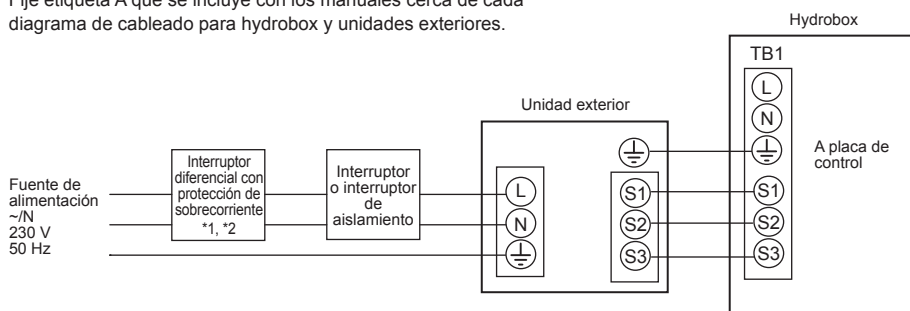 Fije etiqueta A que se incluye con los manuales cerca de cada
diagrama de cableado para hydrobox y unidades exteriores.
Hydrobox
TB1
L
N
A placa de
control
S1
S2
S3
Unidad exterior
L
N
S1
S2
S3
Interruptor
o interruptor
de
aislamiento
Interruptor
diferencial con
protección de
sobrecorriente
*1, *2
Fuente de
alimentación
~/N
230 V
50 Hz